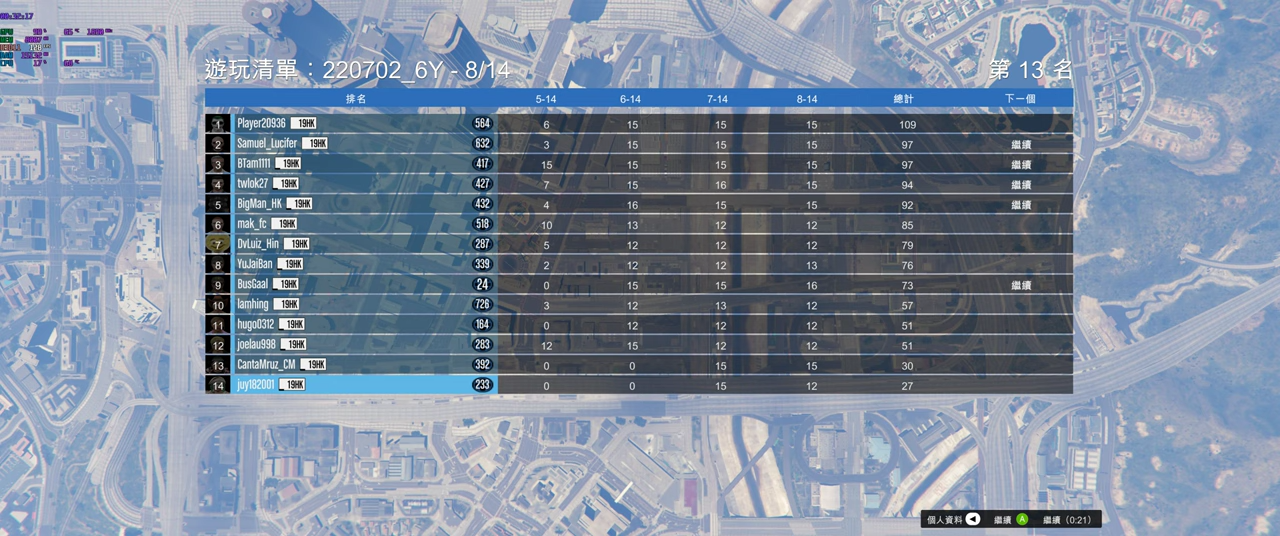 遊玩清單：220702_6Y - 8/14 第 13 名
排名 5-14 6-14 7-14 8-14 總計 下一個
1 Player20936 19HK 564 6 15 15 15 109
2 Samuel_Lucifer 19HK 632 3 15 15 15 97 繼續
3 BTam1111 19HK 417 15 15 15 15 97 繼續
4 twlok27 19HK 427 7 15 16 15 94 繼續
5 BigMan_HK 19HK 432 4 16 15 15 92 繼續
6 mak_fc 19HK 518 10 13 12 12 85
7 DvLuiz_Hin 19HK 287 5 12 12 12 79
8 YuJaiBan 19HK 339 2 12 12 13 76
9 BusGaal 19HK 24 0 15 15 16 73 繼續
10 lamhing 19HK 726 3 12 13 12 57
11 hugo0312 19HK 164 0 12 12 12 51
12 joelau998 19HK 283 12 15 12 12 51
13 CantaMruz_CM 19HK 392 0 0 15 15 30
14 juy182001 19HK 233 0 0 15 12 27
個人資料 繼續 A 繼續（0:21）